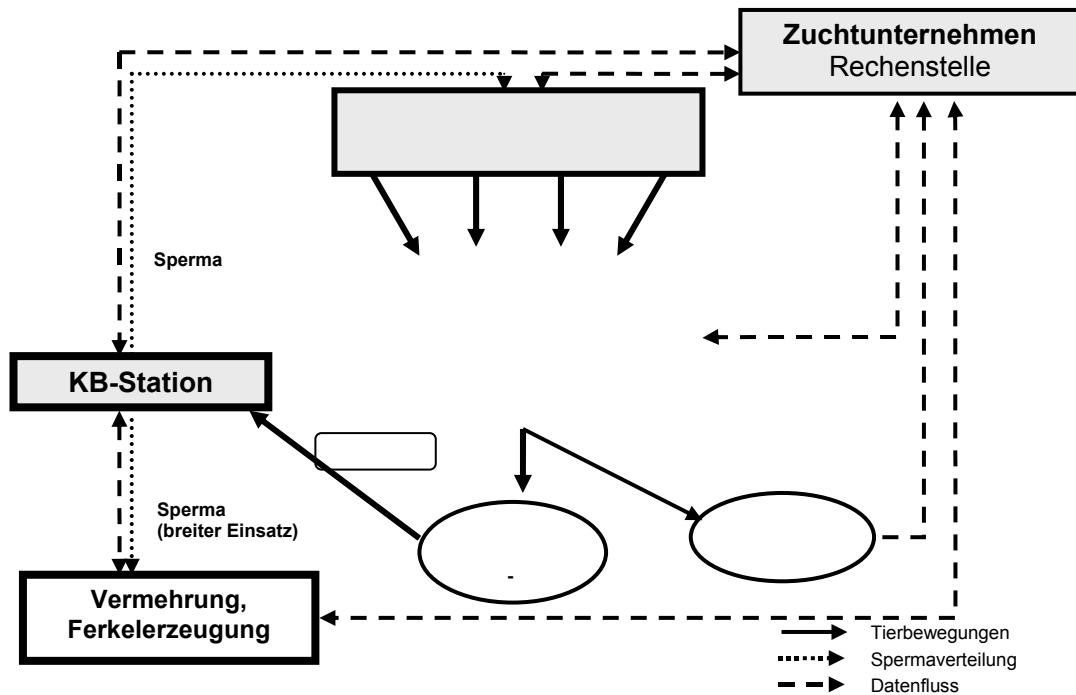 Zuchtunternehmen
Rechenstelle
Sperma
KB-Station
Sperma
(breiter Einsatz)
-
Vermehrung,
Ferkelerzeugung
Tierbewegungen
Spermaverteilung
Datenfluss